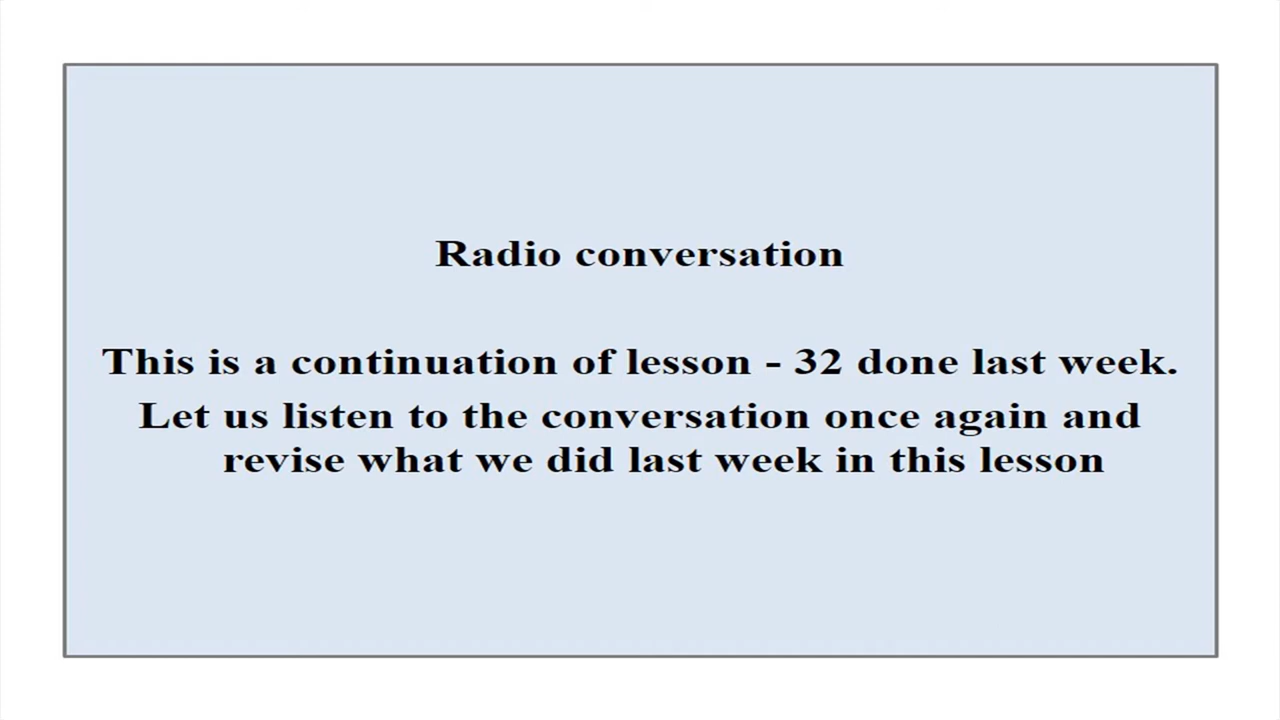 Radio conversation
This is a continuation of lesson - 32 done last week.
Let us listen to the conversation once again and
revise what we did last week in this lesson